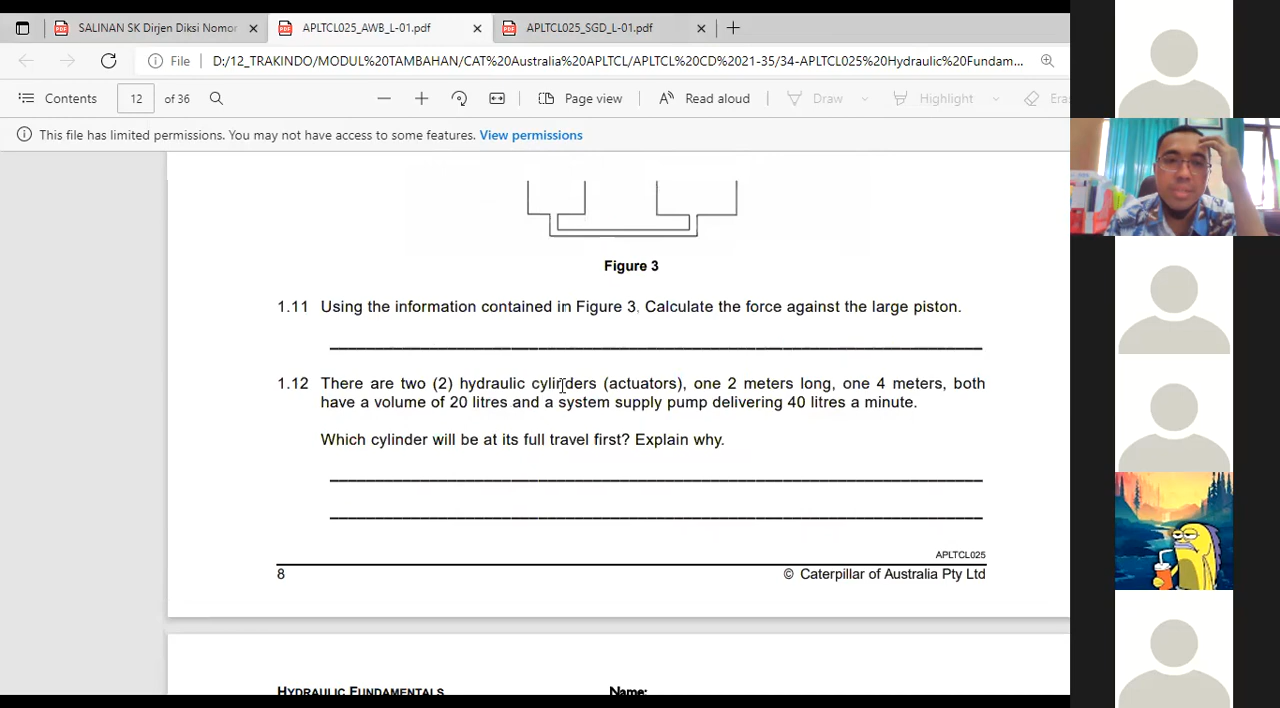 SALINAN SK Dirjen Diksi Nomor
APLTCL025_AWB_L-01.pdf
APLTCL025_SGD_L-01.pdf
File
D:/12_TRAKINDO/MODUL%20TAMBAHAN/CAT%20Australia%20APLTCL/APLTCL%20CD%2021-35/34-APLTCL025%20Hydraulic%20Fundam...
Contents
12 of 36
Page view
Read aloud
Draw
Highlight
Era
This file has limited permissions. You may not have access to some features. View permissions
Figure 3
1.11 Using the information contained in Figure 3. Calculate the force against the large piston.
1.12 There are two (2) hydraulic cylinders (actuators), one 2 meters long, one 4 meters, both
have a volume of 20 litres and a system supply pump delivering 40 litres a minute.
Which cylinder will be at its full travel first? Explain why.
APLTCL025
8 © Caterpillar of Australia Pty Ltd
HYDRAULIC FUNDAMENTALS Name: